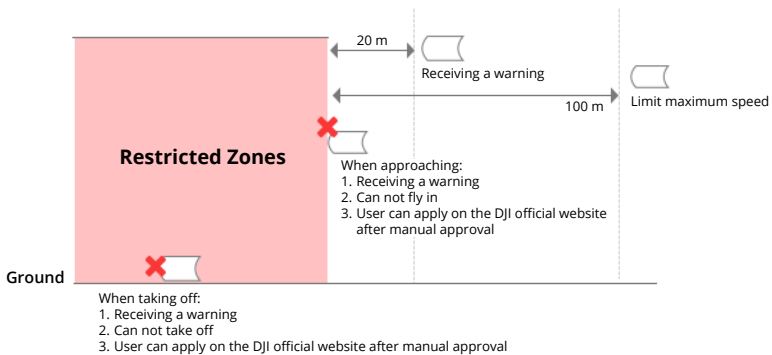 20 m
Receiving a warning
100 m
Limit maximum speed
Restricted Zones
When approaching:
1. Receiving a warning
2. Can not fly in
3. User can apply on the DJI official website
after manual approval
Ground
When taking off:
1. Receiving a warning
2. Can not take off
3. User can apply on the DJI official website after manual approval